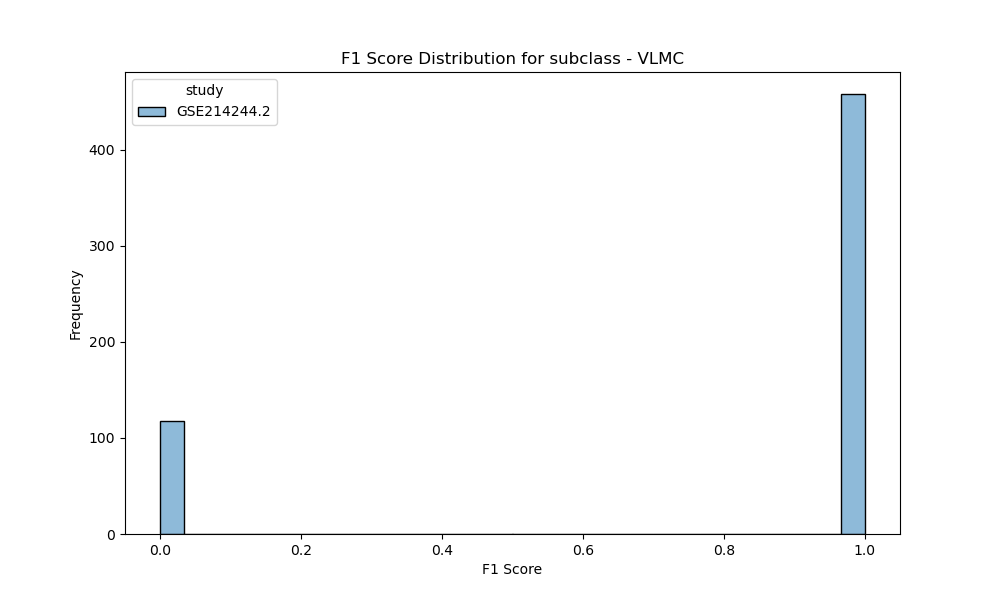 F1 Score Distribution for subclass - VLMC
study
GSE214244.2
Frequency
400
300
200
100
0
0.0 0.2 0.4 0.6 0.8 1.0
F1 Score